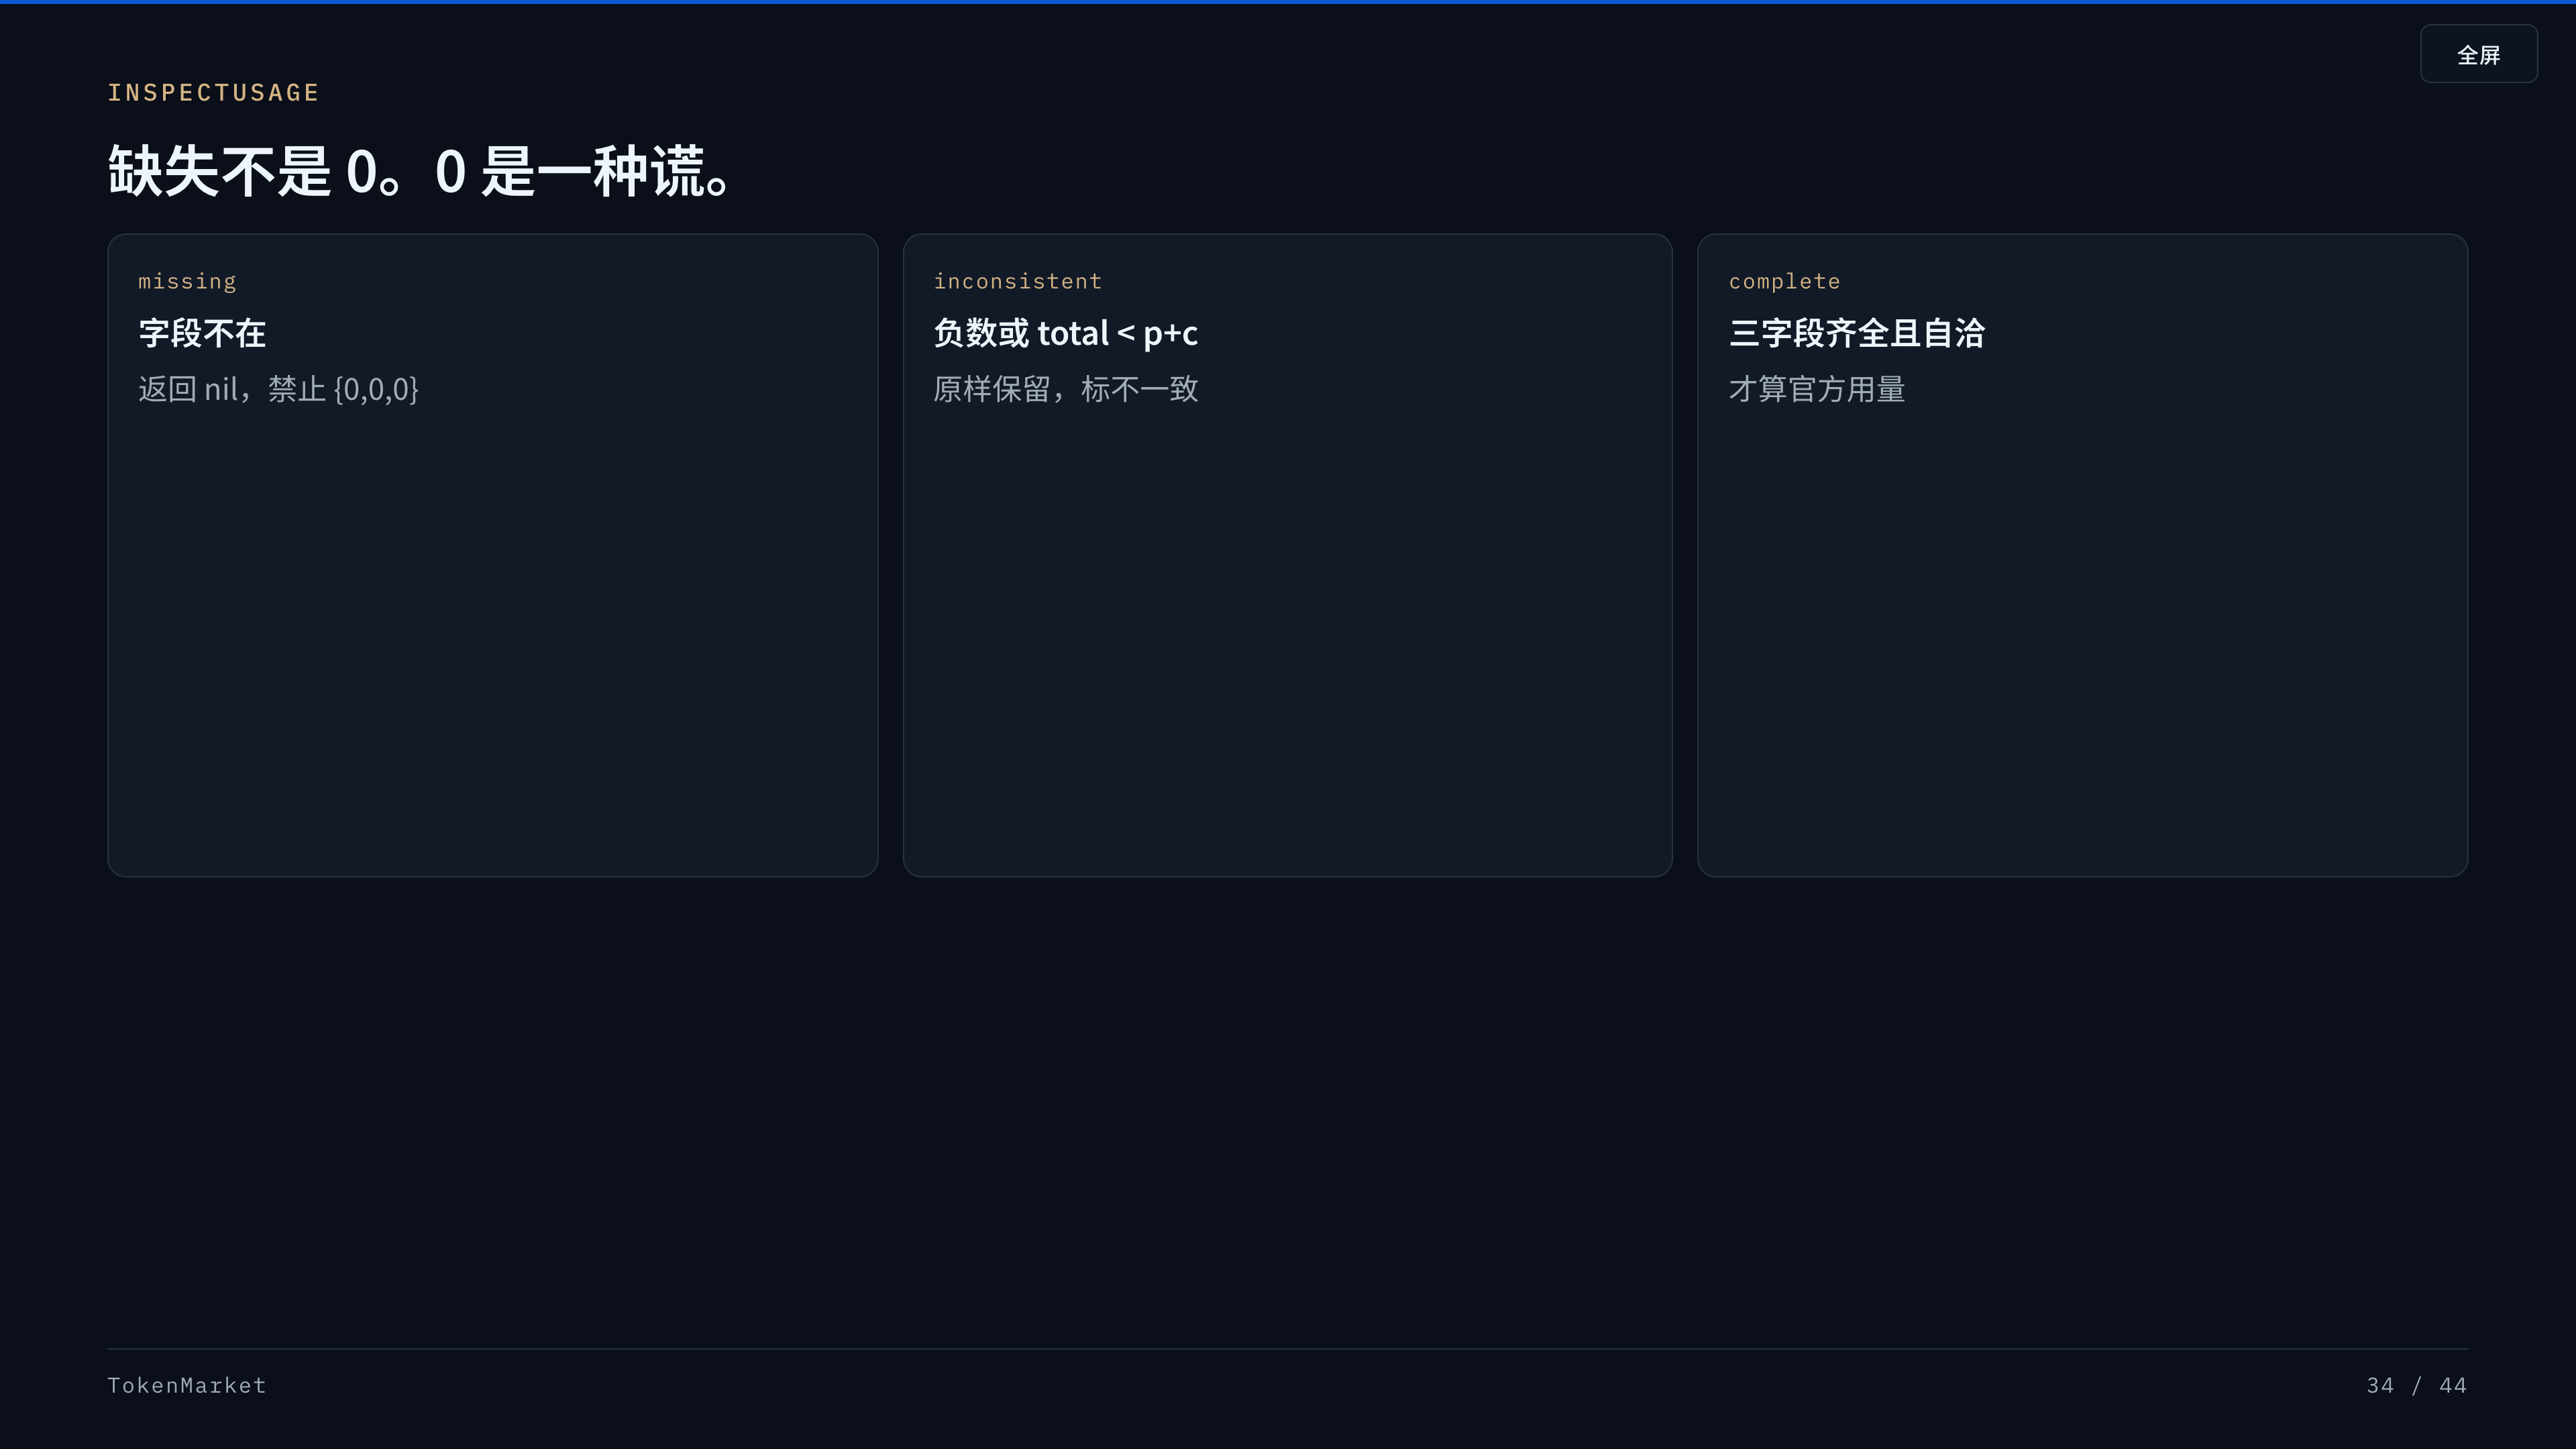 全屏
INSPECTUSAGE
缺失不是 0。0 是一种谎。
missing
字段不在
返回 nil，禁止 {0,0,0}
inconsistent
负数或 total < p+c
原样保留，标不一致
complete
三字段齐全且自洽
才算官方用量
TokenMarket
34 / 44